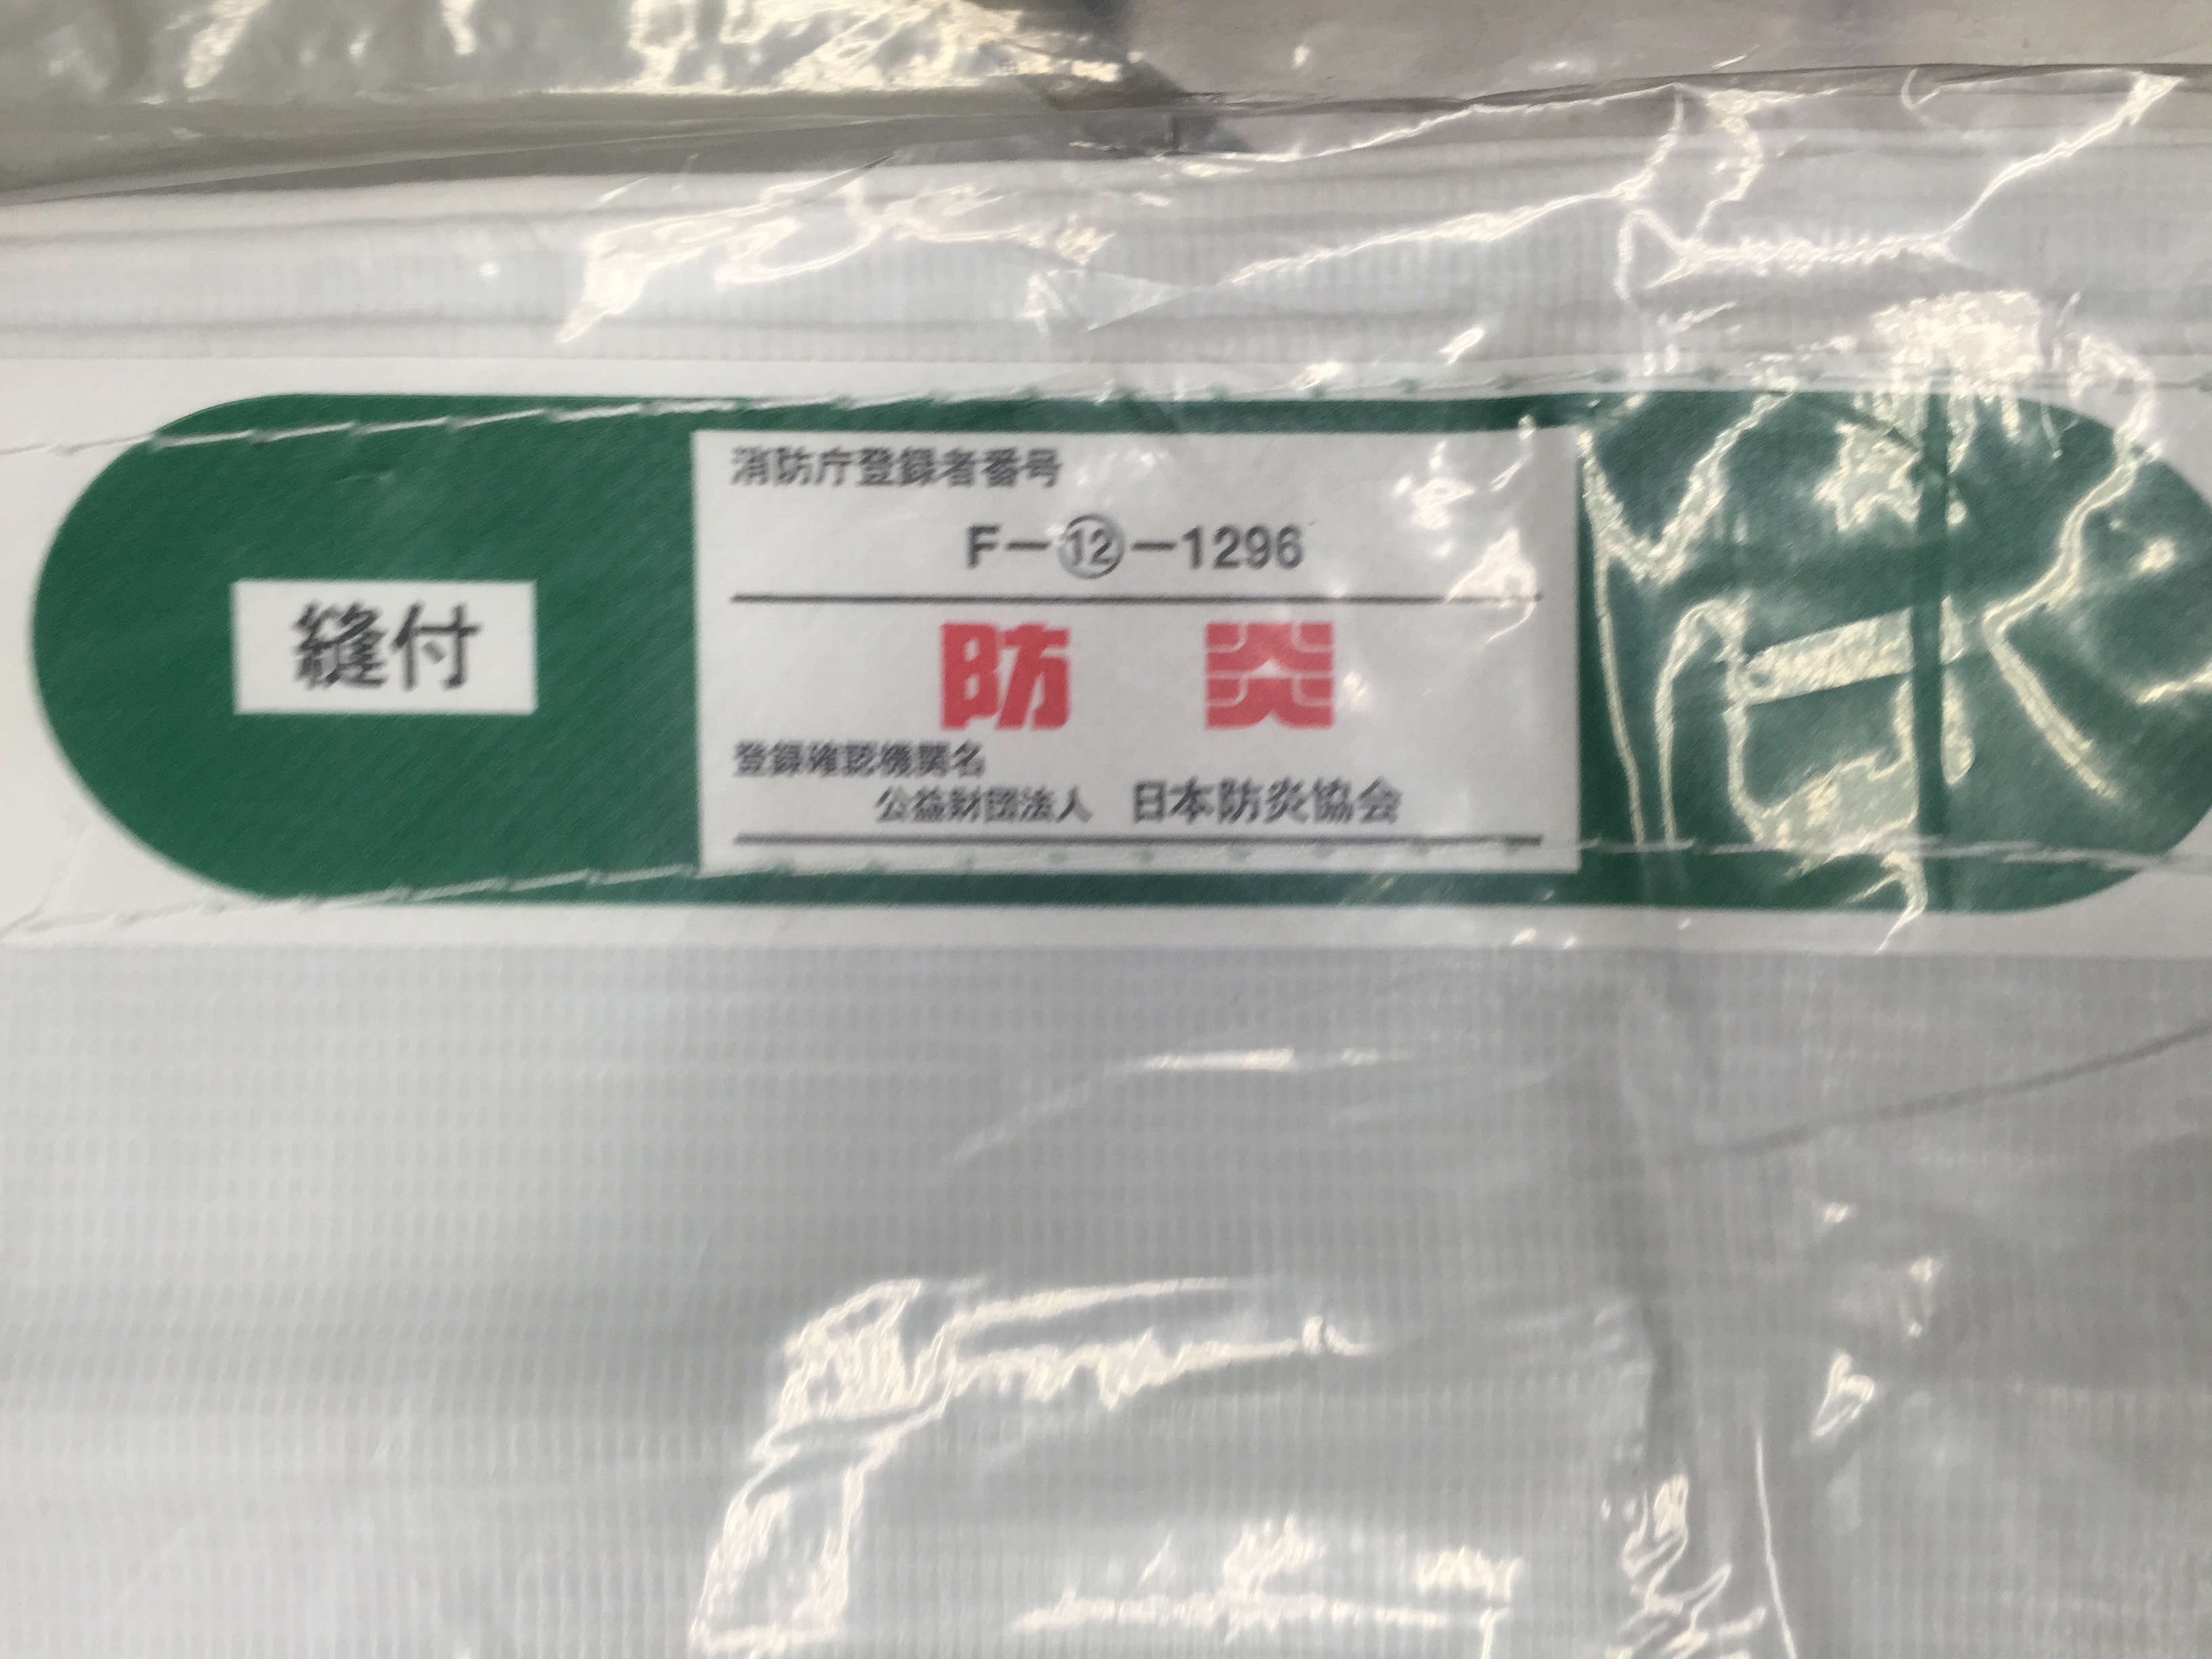 縫付
消防庁登録者番号
F－⑫－1296
防 炎
登録確認機関名
公益財団法人 日本防炎協会